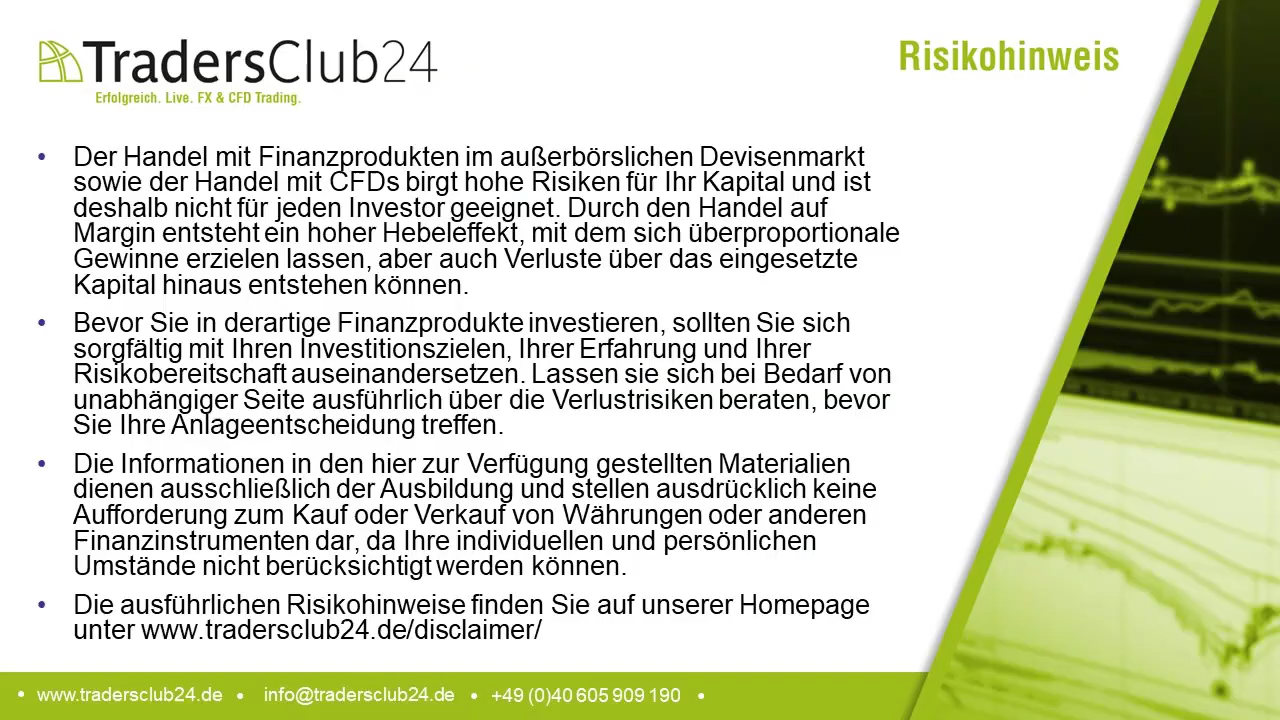 TradersClub24
Erfolgreich. Live. FX & CFD Trading.
Risikohinweis
• Der Handel mit Finanzprodukten im außerbörslichen Devisenmarkt
sowie der Handel mit CFDs birgt hohe Risiken für Ihr Kapital und ist
deshalb nicht für jeden Investor geeignet. Durch den Handel auf
Margin entsteht ein hoher Hebeleffekt, mit dem sich überproportionale
Gewinne erzielen lassen, aber auch Verluste über das eingesetzte
Kapital hinaus entstehen können.
• Bevor Sie in derartige Finanzprodukte investieren, sollten Sie sich
sorgfältig mit Ihren Investitionszielen, Ihrer Erfahrung und Ihrer
Risikobereitschaft auseinandersetzen. Lassen sie sich bei Bedarf von
unabhängiger Seite ausführlich über die Verlustrisiken beraten, bevor
Sie Ihre Anlageentscheidung treffen.
• Die Informationen in den hier zur Verfügung gestellten Materialien
dienen ausschließlich der Ausbildung und stellen ausdrücklich keine
Aufforderung zum Kauf oder Verkauf von Währungen oder anderen
Finanzinstrumenten dar, da Ihre individuellen und persönlichen
Umstände nicht berücksichtigt werden können.
• Die ausführlichen Risikohinweise finden Sie auf unserer Homepage
unter www.tradersclub24.de/disclaimer/
• www.tradersclub24.de • info@tradersclub24.de • +49 (0)40 605 909 190 •